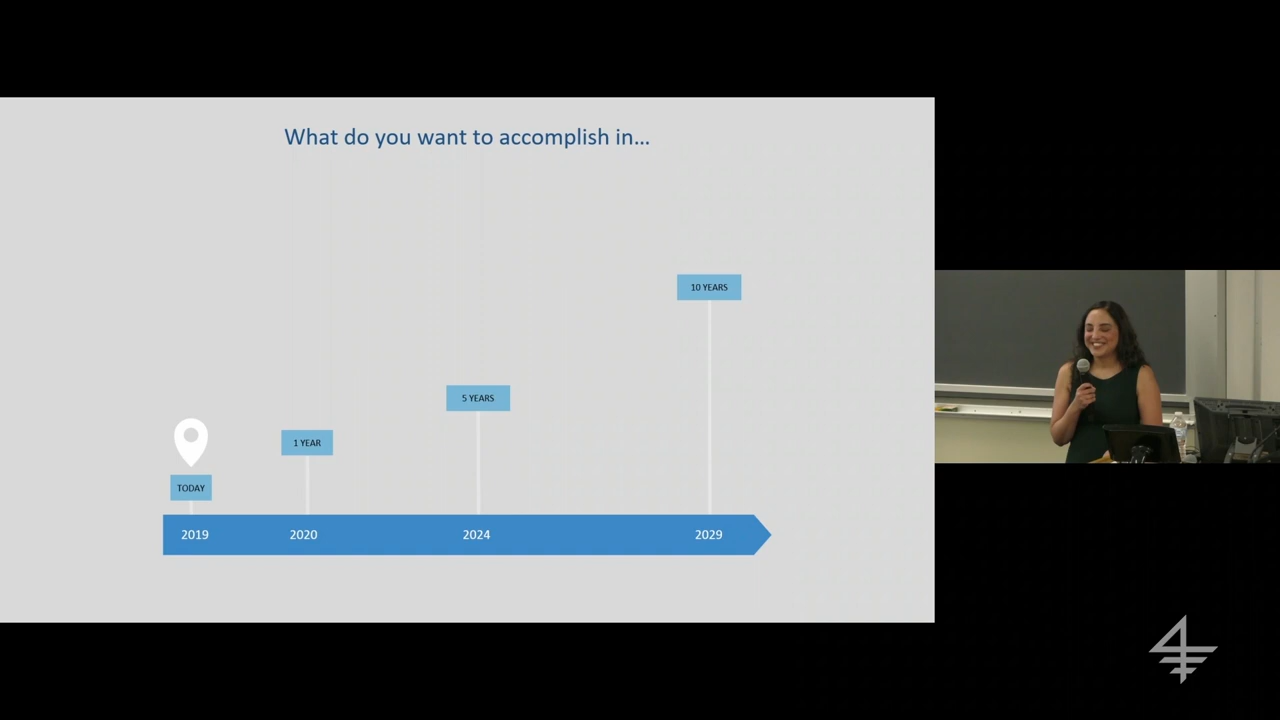 What do you want to accomplish in...
10 YEARS
5 YEARS
1 YEAR
TODAY
2019 2020 2024 2029